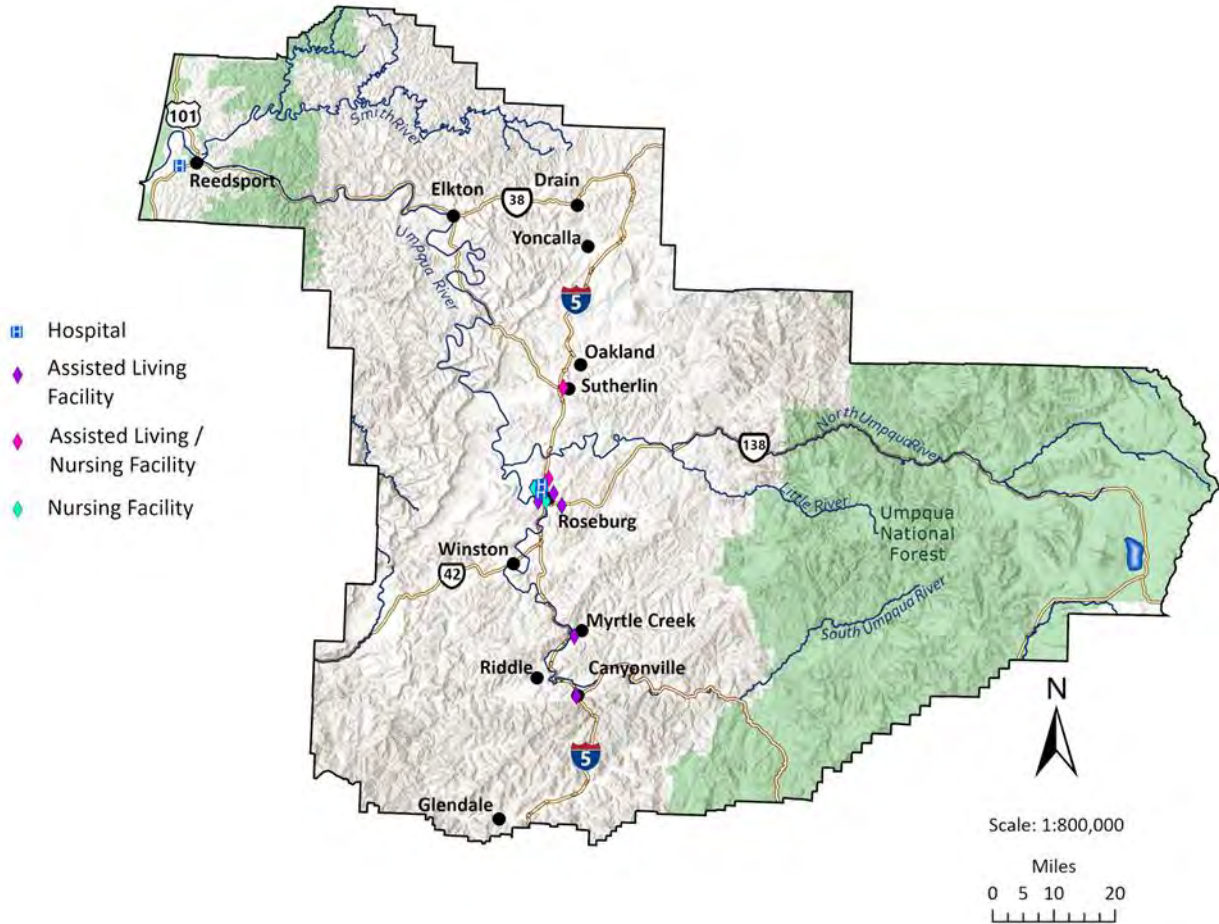 101
Smith River
Reedsport
Elkton
38
Drain
Yoncalla
Umpqua River
5
Oakland
Sutherlin
H Hospital
Assisted Living
Facility
Assisted Living /
Nursing Facility
Nursing Facility
H
H
H
138
North Umpqua River
Little River
Roseburg
Umpqua
National
Forest
Winston
42
South Umpqua River
Myrtle Creek
Riddle
Canyonville
5
Glendale
N
Scale: 1:800,000
Miles
0 5 10 20